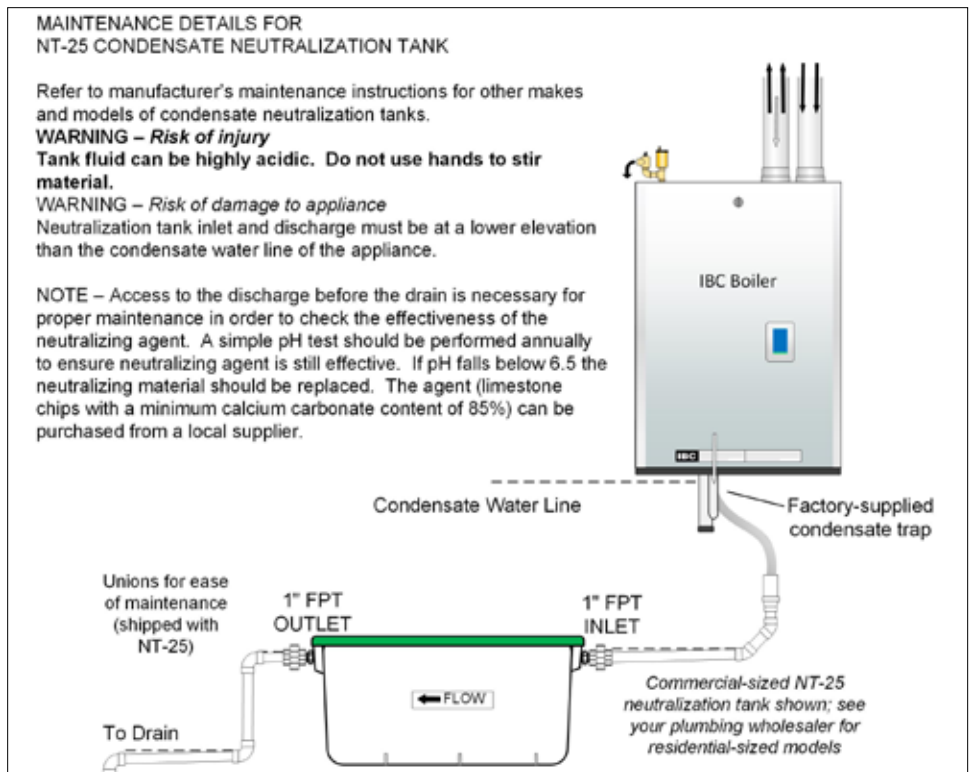 MAINTENANCE DETAILS FOR
NT-25 CONDENSATE NEUTRALIZATION TANK
Refer to manufacturer's maintenance instructions for other makes
and models of condensate neutralization tanks.
WARNING – Risk of injury
Tank fluid can be highly acidic. Do not use hands to stir
material.
WARNING – Risk of damage to appliance
Neutralization tank inlet and discharge must be at a lower elevation
than the condensate water line of the appliance.
NOTE – Access to the discharge before the drain is necessary for
proper maintenance in order to check the effectiveness of the
neutralizing agent. A simple pH test should be performed annually
to ensure neutralizing agent is still effective. If pH falls below 6.5 the
neutralizing material should be replaced. The agent (limestone
chips with a minimum calcium carbonate content of 85%) can be
purchased from a local supplier.
IBC Boiler
IBC
Condensate Water Line
Factory-supplied
condensate trap
Unions for ease
of maintenance
(shipped with
NT-25)
1" FPT
OUTLET
1" FPT
INLET
FLOW
To Drain
Commercial-sized NT-25
neutralization tank shown; see
your plumbing wholesaler for
residential-sized models